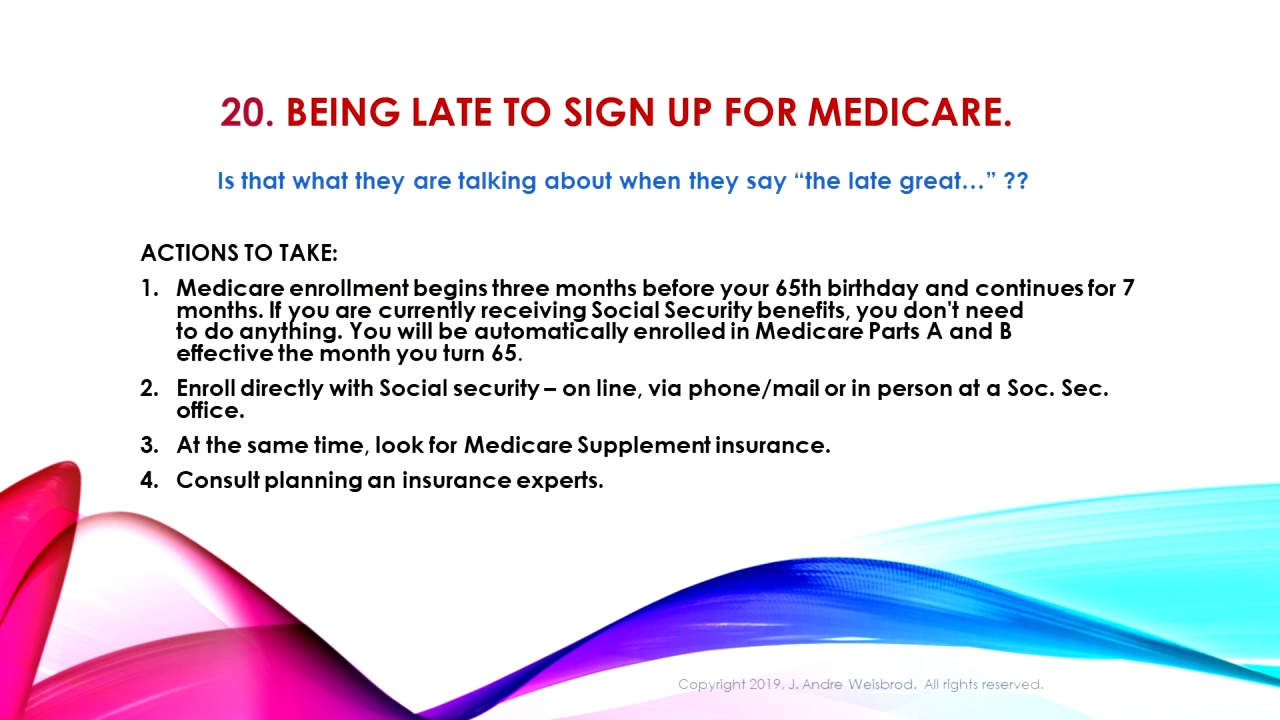 20. BEING LATE TO SIGN UP FOR MEDICARE.
Is that what they are talking about when they say “the late great…” ??
ACTIONS TO TAKE:
1. Medicare enrollment begins three months before your 65th birthday and continues for 7
months. If you are currently receiving Social Security benefits, you don't need
to do anything. You will be automatically enrolled in Medicare Parts A and B
effective the month you turn 65.
2. Enroll directly with Social security – on line, via phone/mail or in person at a Soc. Sec.
office.
3. At the same time, look for Medicare Supplement insurance.
4. Consult planning an insurance experts.
Copyright 2019, J. Andre Weisbrod. All rights reserved.